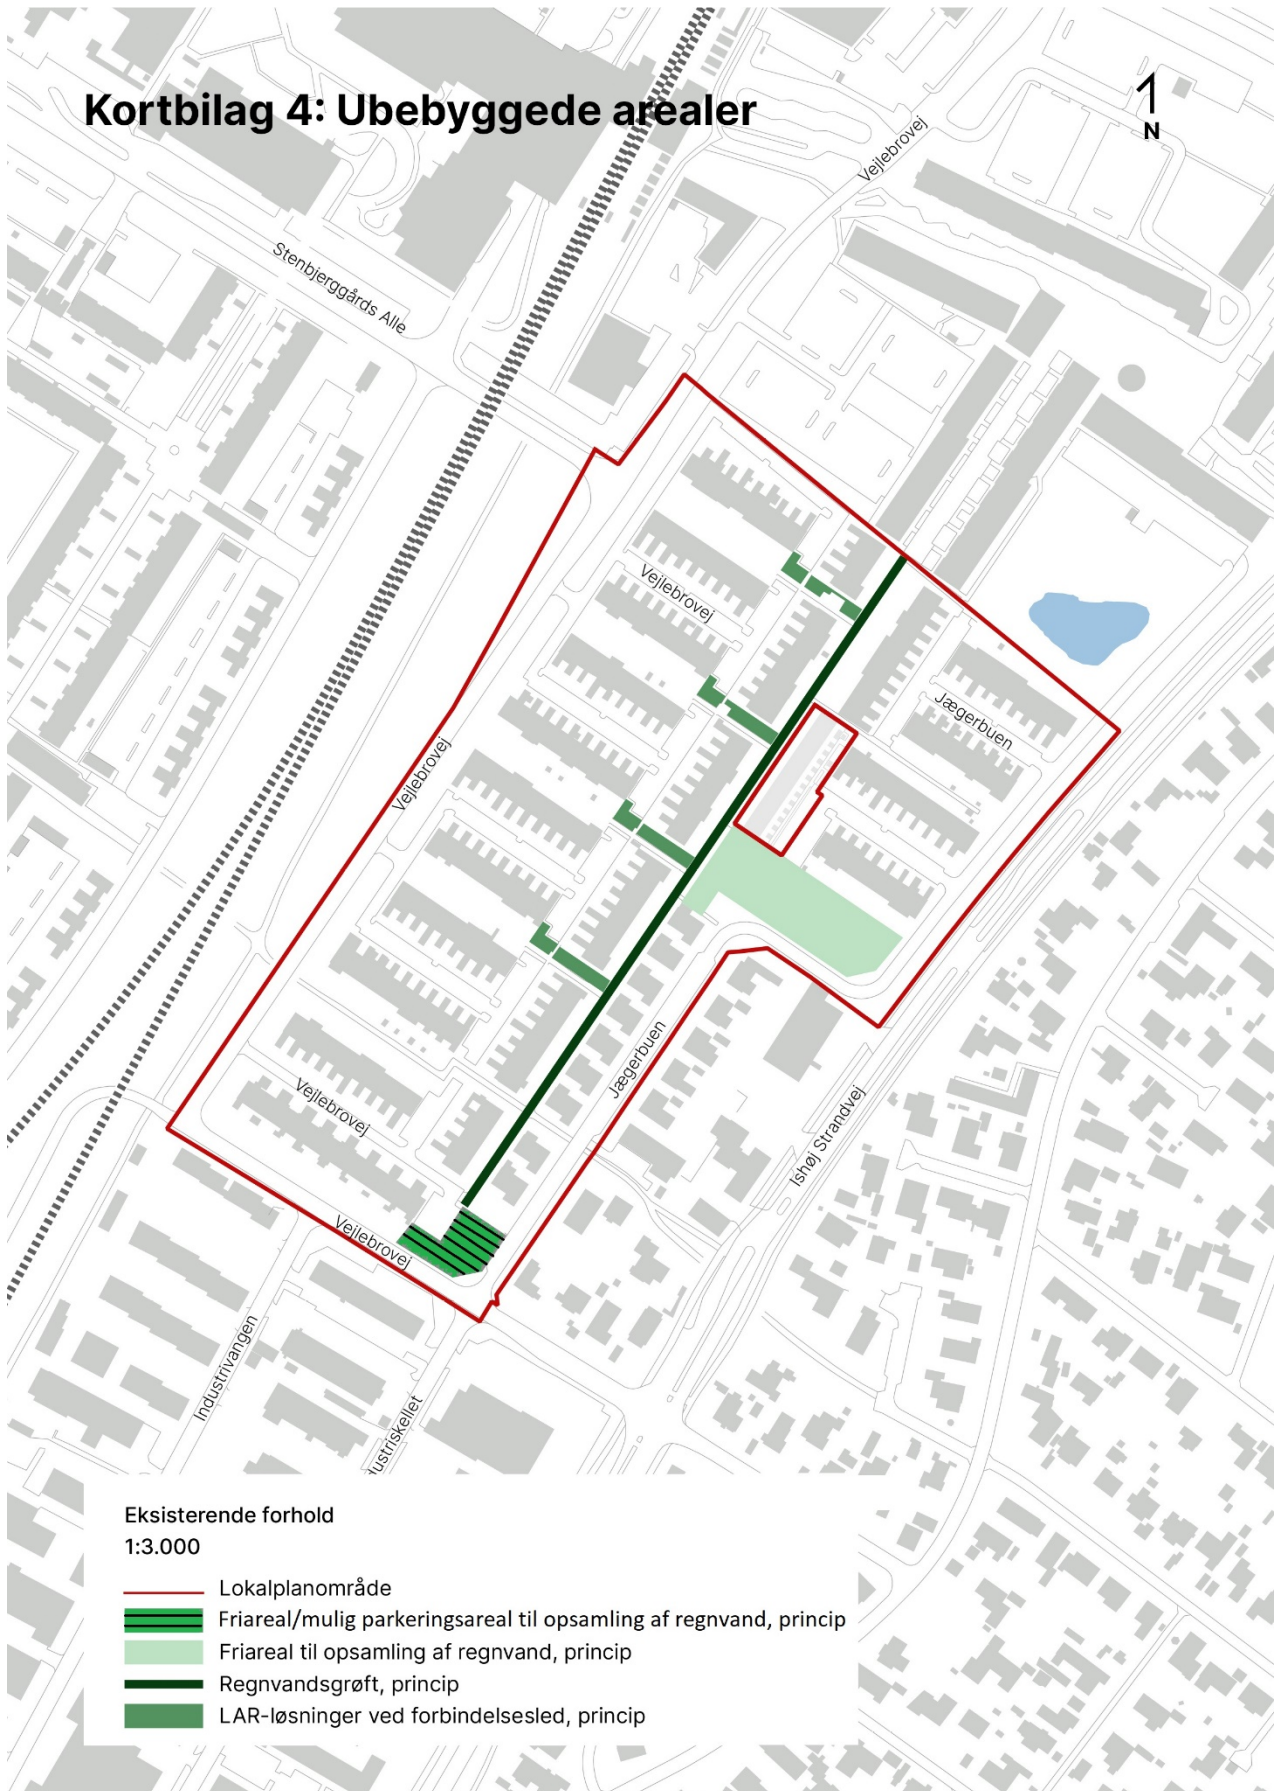 Kortbilag 4: Ubebyggede arealer
N
Vejlebrovej
Stenbjerggårds Alle
Vejlebrovej
Jægerbuen
Vejlebrovej
Jægerbuen
Vejlebrovej
Ishøj Strandvej
Vejlebrovej
Industrivangen
dustriskellet
Eksisterende forhold
1:3.000
Lokalplanområde
Friareal/mulig parkeringsareal til opsamling af regnvand, princip
Friareal til opsamling af regnvand, princip
Regnvandsgrøft, princip
LAR-løsninger ved forbindelsesled, princip